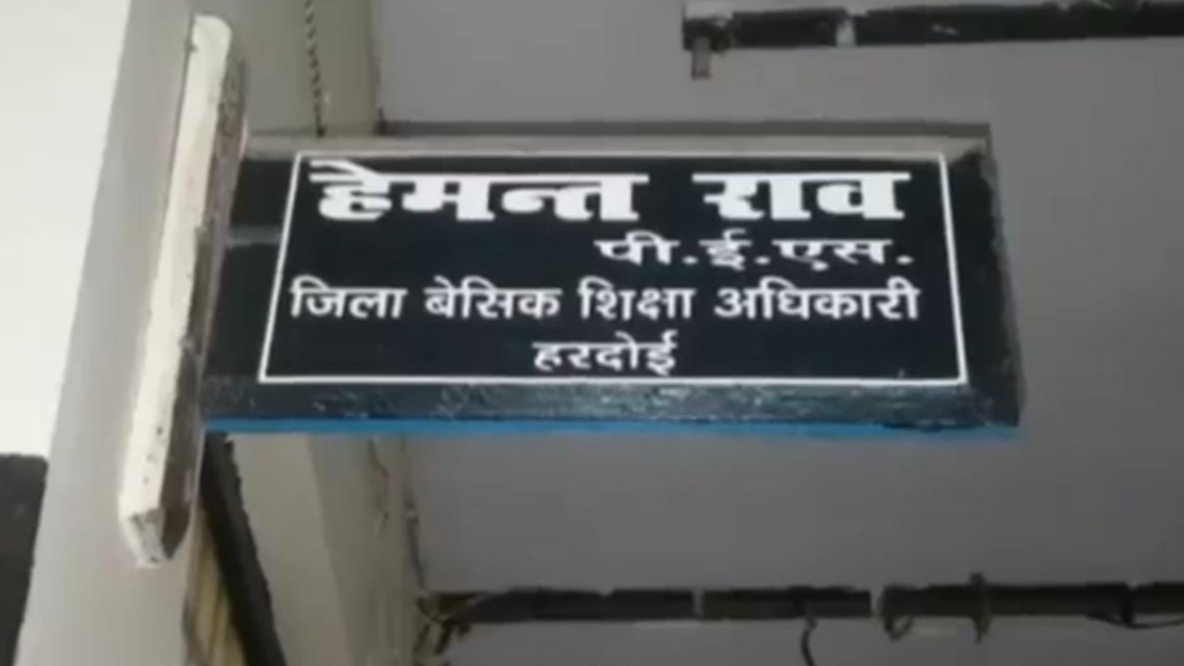 हेमन्त राव
पी.ई.एस.
जिला बेसिक शिक्षा अधिकारी
हरदोई